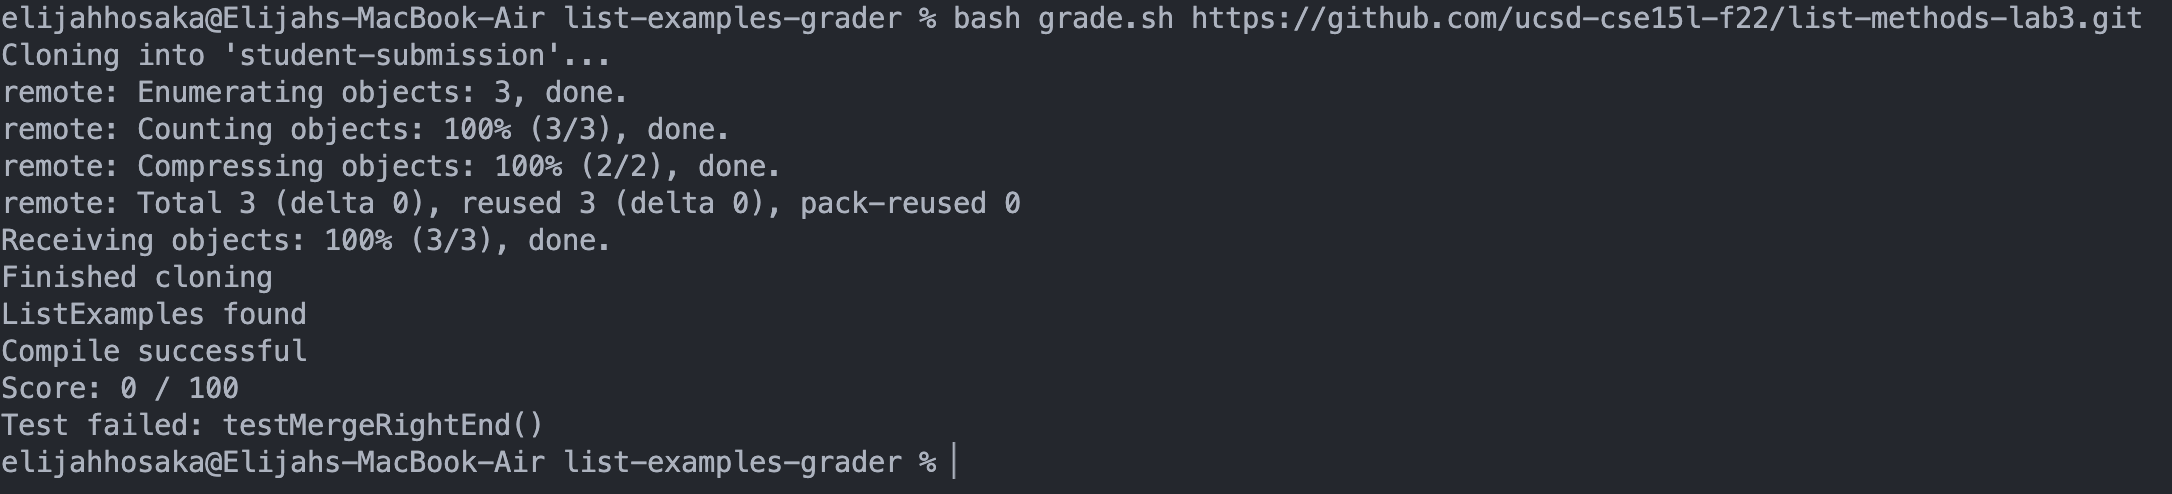 elijahhosaka@Elijahs-MacBook-Air list-examples-grader % bash grade.sh https://github.com/ucsd-cse15l-f22/list-methods-lab3.git
Cloning into 'student-submission'...
remote: Enumerating objects: 3, done.
remote: Counting objects: 100% (3/3), done.
remote: Compressing objects: 100% (2/2), done.
remote: Total 3 (delta 0), reused 3 (delta 0), pack-reused 0
Receiving objects: 100% (3/3), done.
Finished cloning
ListExamples found
Compile successful
Score: 0 / 100
Test failed: testMergeRightEnd()
elijahhosaka@Elijahs-MacBook-Air list-examples-grader %